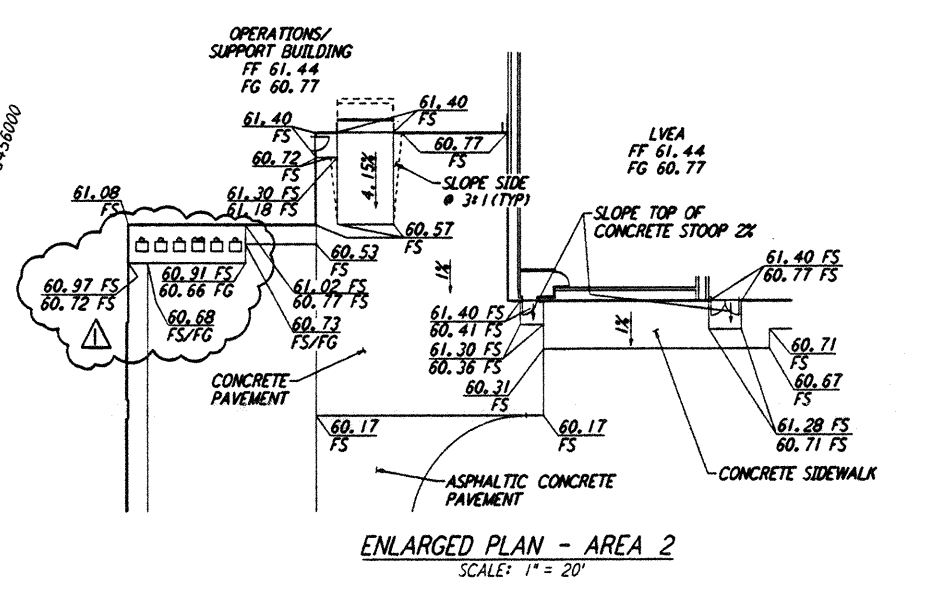 OPERATIONS/
SUPPORT BUILDING
FF 61.44
FG 60.77
6456000
61.40
FS
61.40
FS
60.72
FS
60.77
FS
4.15%
61.30 FS
61.18 FS
SLOPE SIDE
@ 3:1(TYP)
LVEA
FF 61.44
FG 60.77
61.08
FS
60.57
FS
SLOPE TOP OF
CONCRETE STOOP 2%
60.53
FS
1%
61.40 FS
60.77 FS
60.97 FS
60.72 FS
60.91 FS
60.66 FG
61.02 FS
60.77 FS
60.68
FS/FG
60.73
FS/FG
61.40 FS
60.41 FS
1%
61.30 FS
60.36 FS
60.71
FS
60.31
FS
60.67
FS
1
CONCRETE
PAVEMENT
60.17
FS
60.17
FS
61.28 FS
60.71 FS
ASPHALTIC CONCRETE
PAVEMENT
CONCRETE SIDEWALK
ENLARGED PLAN - AREA 2
SCALE: 1" = 20'